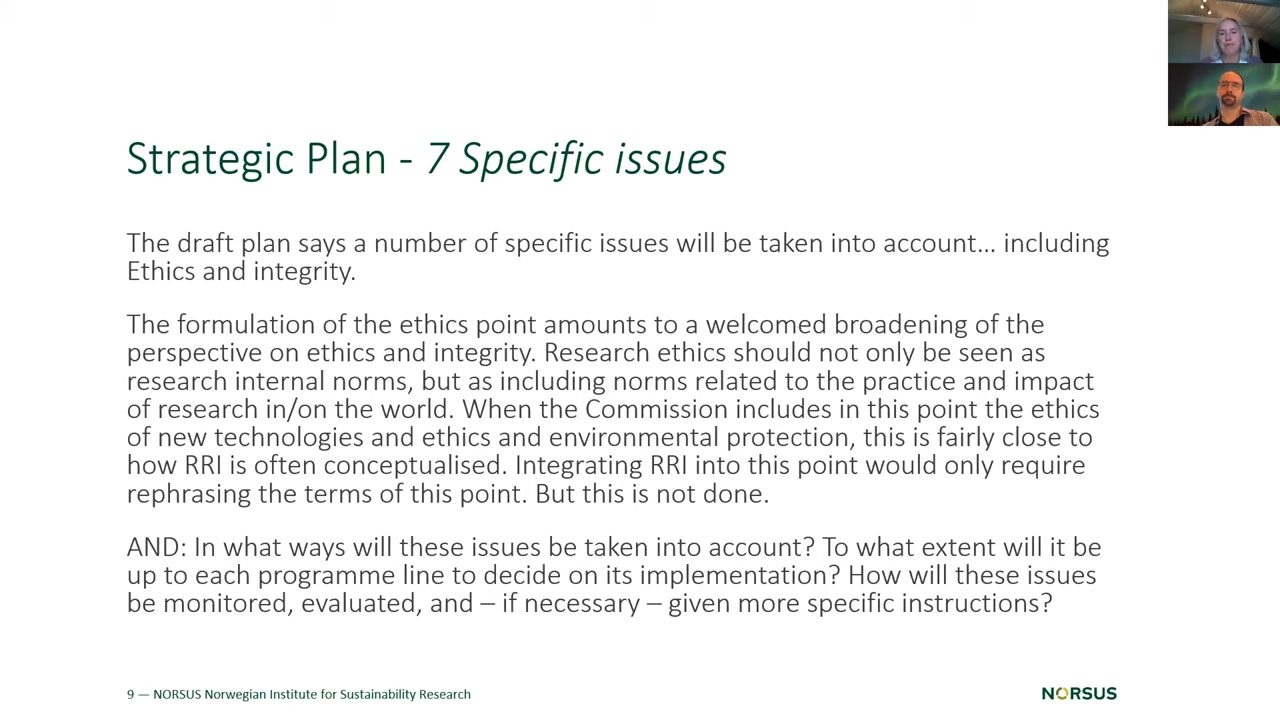 Strategic Plan - 7 Specific issues
The draft plan says a number of specific issues will be taken into account... including
Ethics and integrity.
The formulation of the ethics point amounts to a welcomed broadening of the
perspective on ethics and integrity. Research ethics should not only be seen as
research internal norms, but as including norms related to the practice and impact
of research in/on the world. When the Commission includes in this point the ethics
of new technologies and ethics and environmental protection, this is fairly close to
how RRI is often conceptualised. Integrating RRI into this point would only require
rephrasing the terms of this point. But this is not done.
AND: In what ways will these issues be taken into account? To what extent will it be
up to each programme line to decide on its implementation? How will these issues
be monitored, evaluated, and – if necessary – given more specific instructions?
9 — NORSUS Norwegian Institute for Sustainability Research
NORSUS